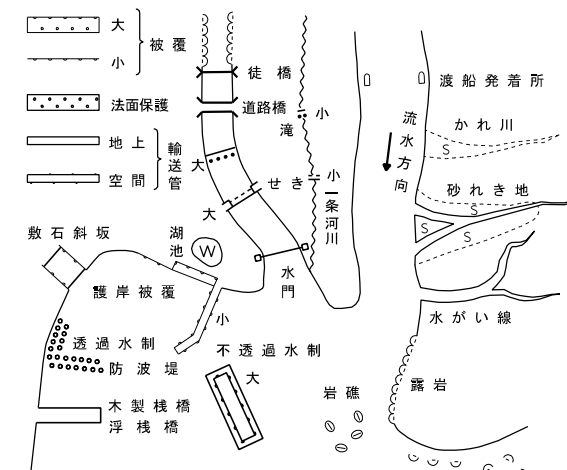 大
被覆
小
法面保護
地上
輸送管
空間
徒橋
道路橋
小
滝
大
せき
小
大
一条河川
水門
渡船発着所
流水方向
かれ川
S
砂れき地
S
S
S
水がい線
敷石斜坂
湖池
W
護岸被覆
小
透過水制
防波堤
不透過水制
大
木製桟橋
浮桟橋
岩礁
露岩